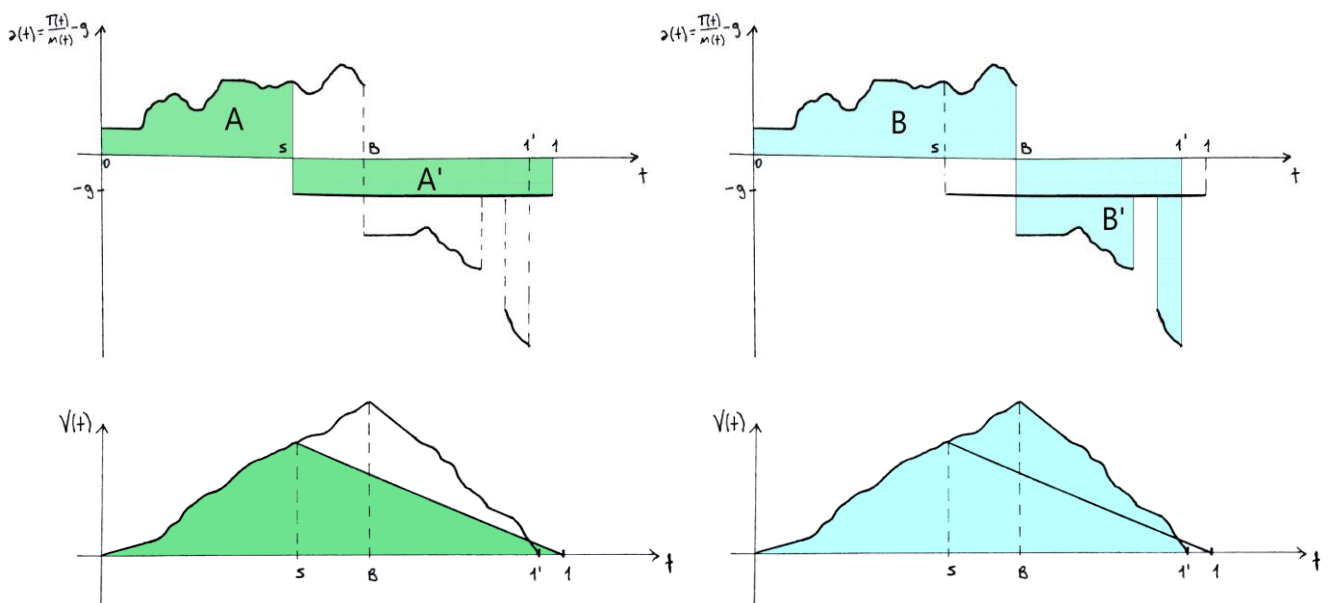 a(t) = T(t)/m(t) - g
A
0
S
B
1'
1
t
-g
A'
a(t) = T(t)/m(t) - g
B
0
S
B
1'
1
t
-g
B'
V(t)
S
B
1'
1
t
V(t)
S
B
1'
1
t